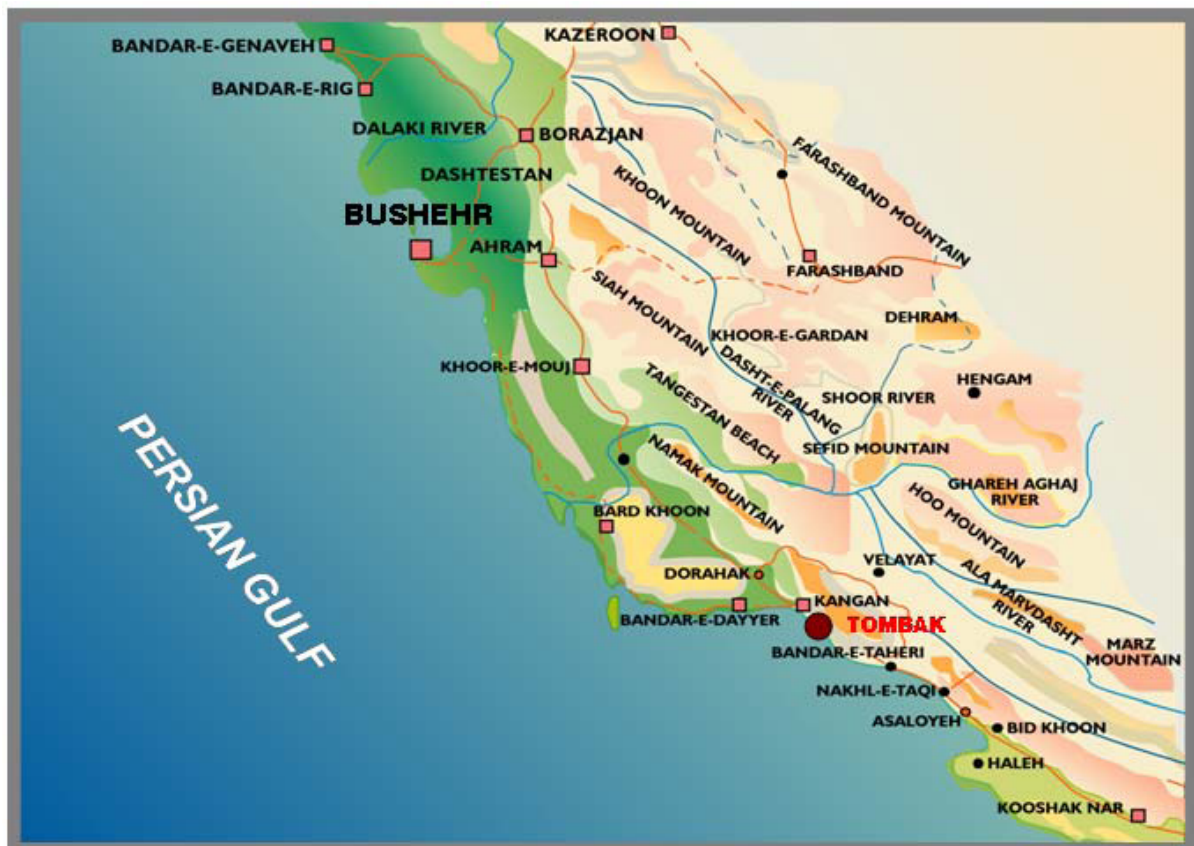 KAZEROON
BANDAR-E-GENAVEH
BANDAR-E-RIG
DALAKI RIVER
BORAZJAN
FARASHBAND MOUNTAIN
DASHTESTAN
KHOON MOUNTAIN
BUSHEHR
AHRAM
FARASHBAND
SIAH MOUNTAIN
DEHRAM
KHOOR-E-GARDAN
KHOOR-E-MOUJ
DASHT-E-PALANG
RIVER
HENGAM
TANGESTAN BEACH
SHOOR RIVER
PERSIAN GULF
SEFID MOUNTAIN
NAMAK MOUNTAIN
GHAREH AGHAJ
RIVER
HOO MOUNTAIN
BARD KHOON
VELAYAT
DORAHAK
ALA MARVDASHT
RIVER
KANGAN
BANDAR-E-DAYYER
TOMBAK
MARZ
MOUNTAIN
BANDAR-E-TAHERI
NAKHL-E-TAQI
ASALOYEH
BID KHOON
HALEH
KOOSHAK NAR